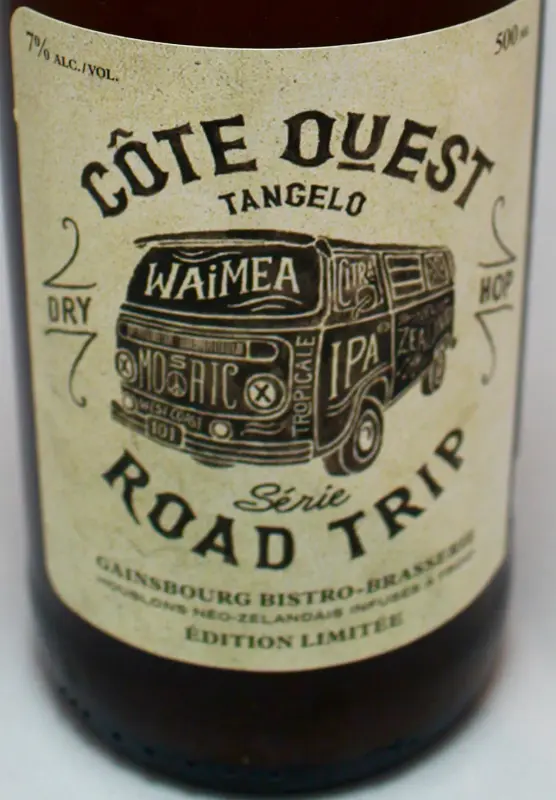 7% ALC./VOL.
500 ml
CÔTE OUEST
TANGELO
DRY HOP
WAiMEA
CITRA
MOSAIC
TROPICALE
IPA
WEST COAST
101
Série
ROAD TRIP
GAINSBOURG BISTRO-BRASSERIE
HOUBLONS NÉO-ZÉLANDAIS INFUSÉS À FROID
ÉDITION LIMITÉE